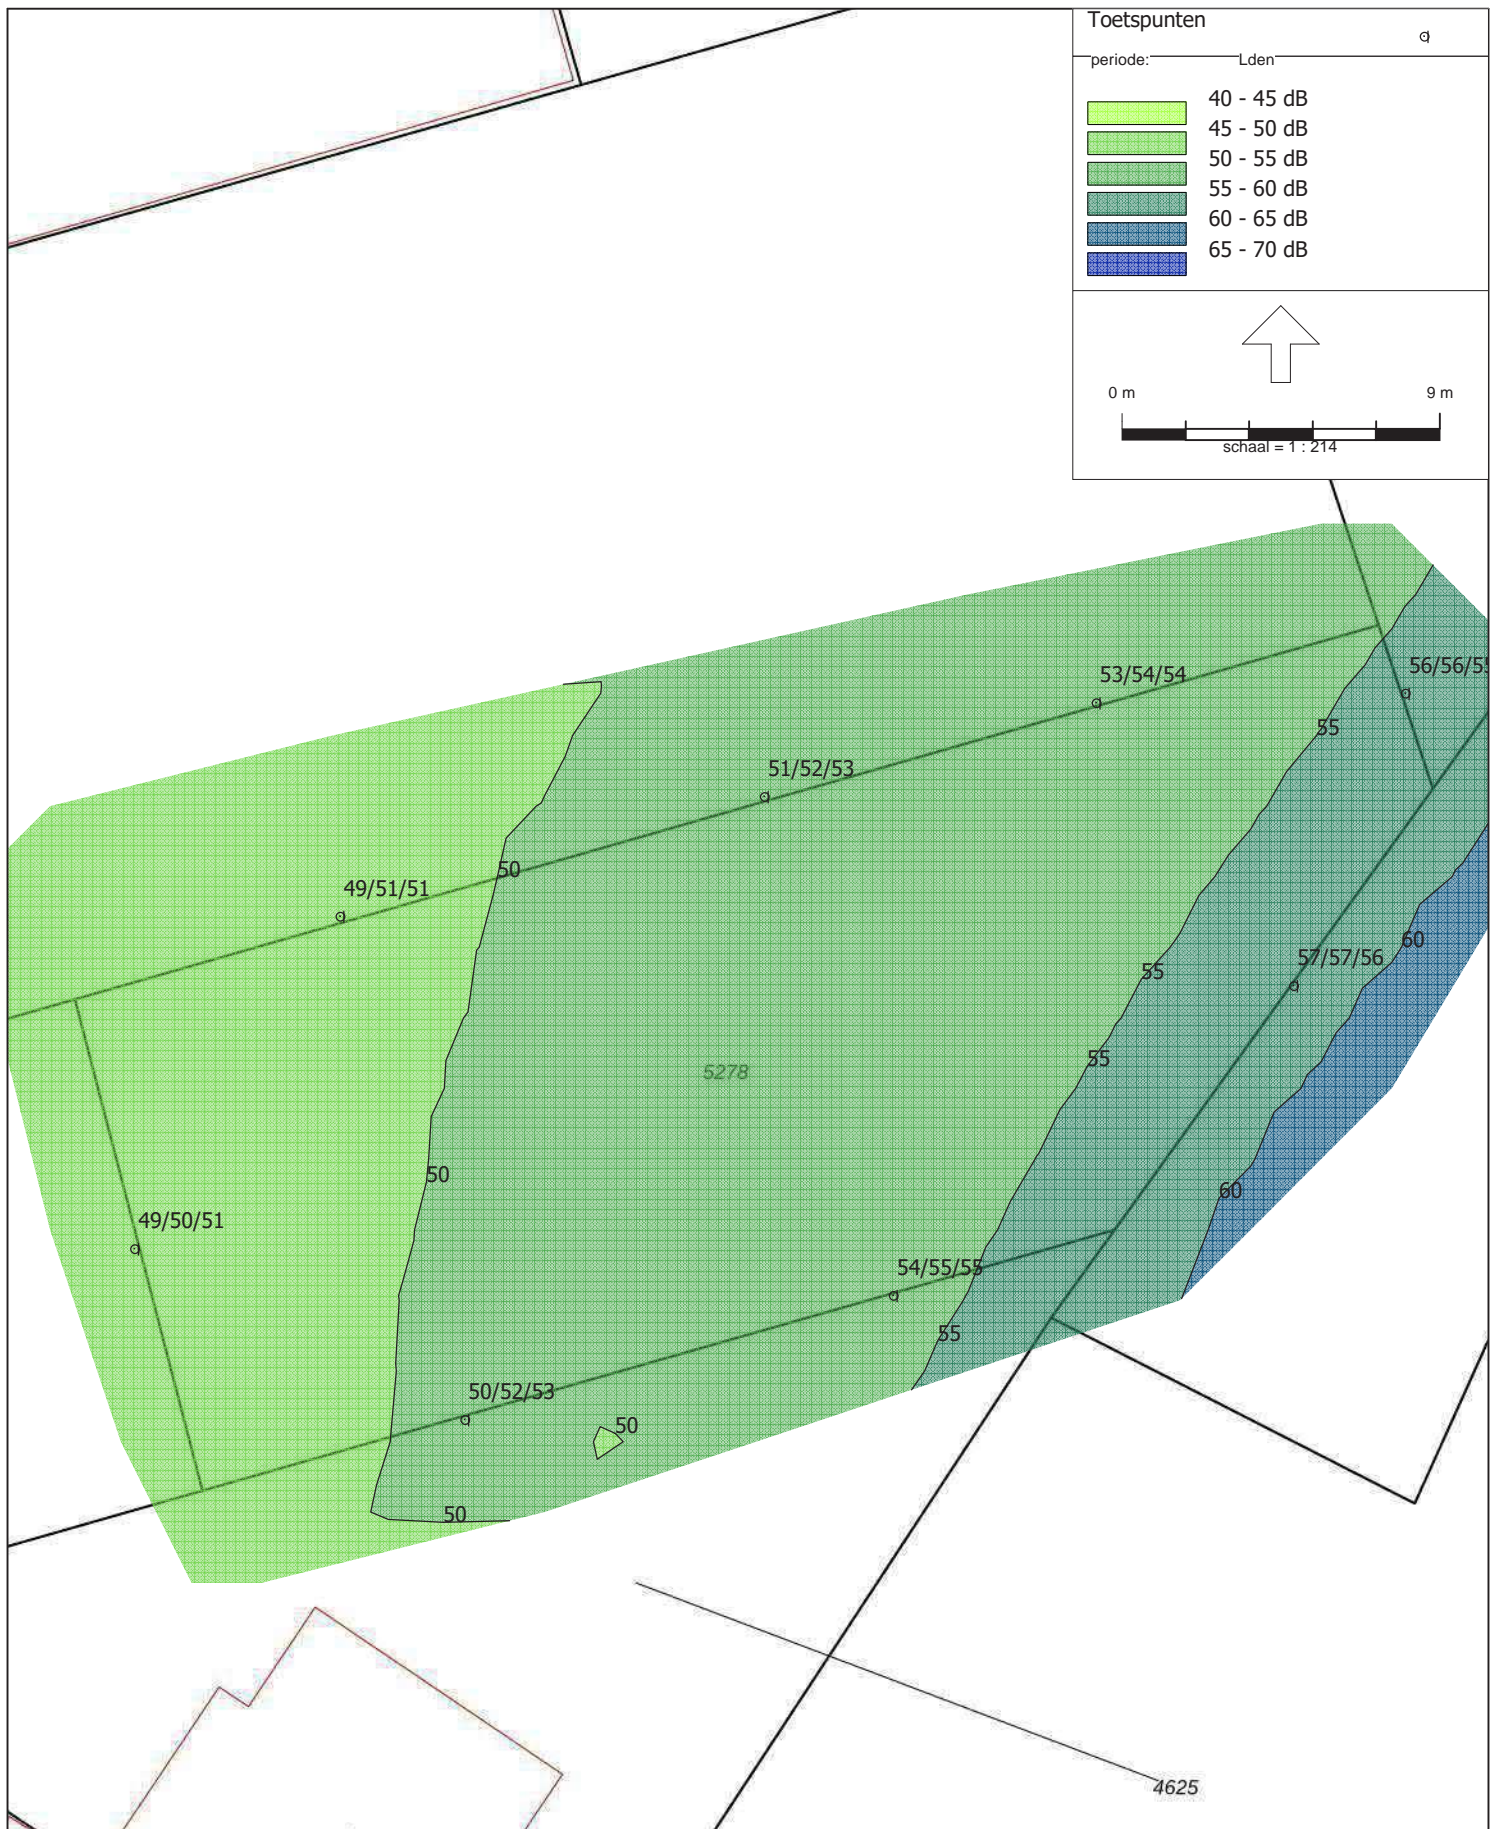 Toetspunten
periode: Lden
40 - 45 dB
45 - 50 dB
50 - 55 dB
55 - 60 dB
60 - 65 dB
65 - 70 dB
0 m 9 m
schaal = 1 : 214
56/56/55
53/54/54
55
51/52/53
50
49/51/51
60
57/57/56
55
55
5278
50
60
49/50/51
54/55/55
55
50/52/53
50
50
4625